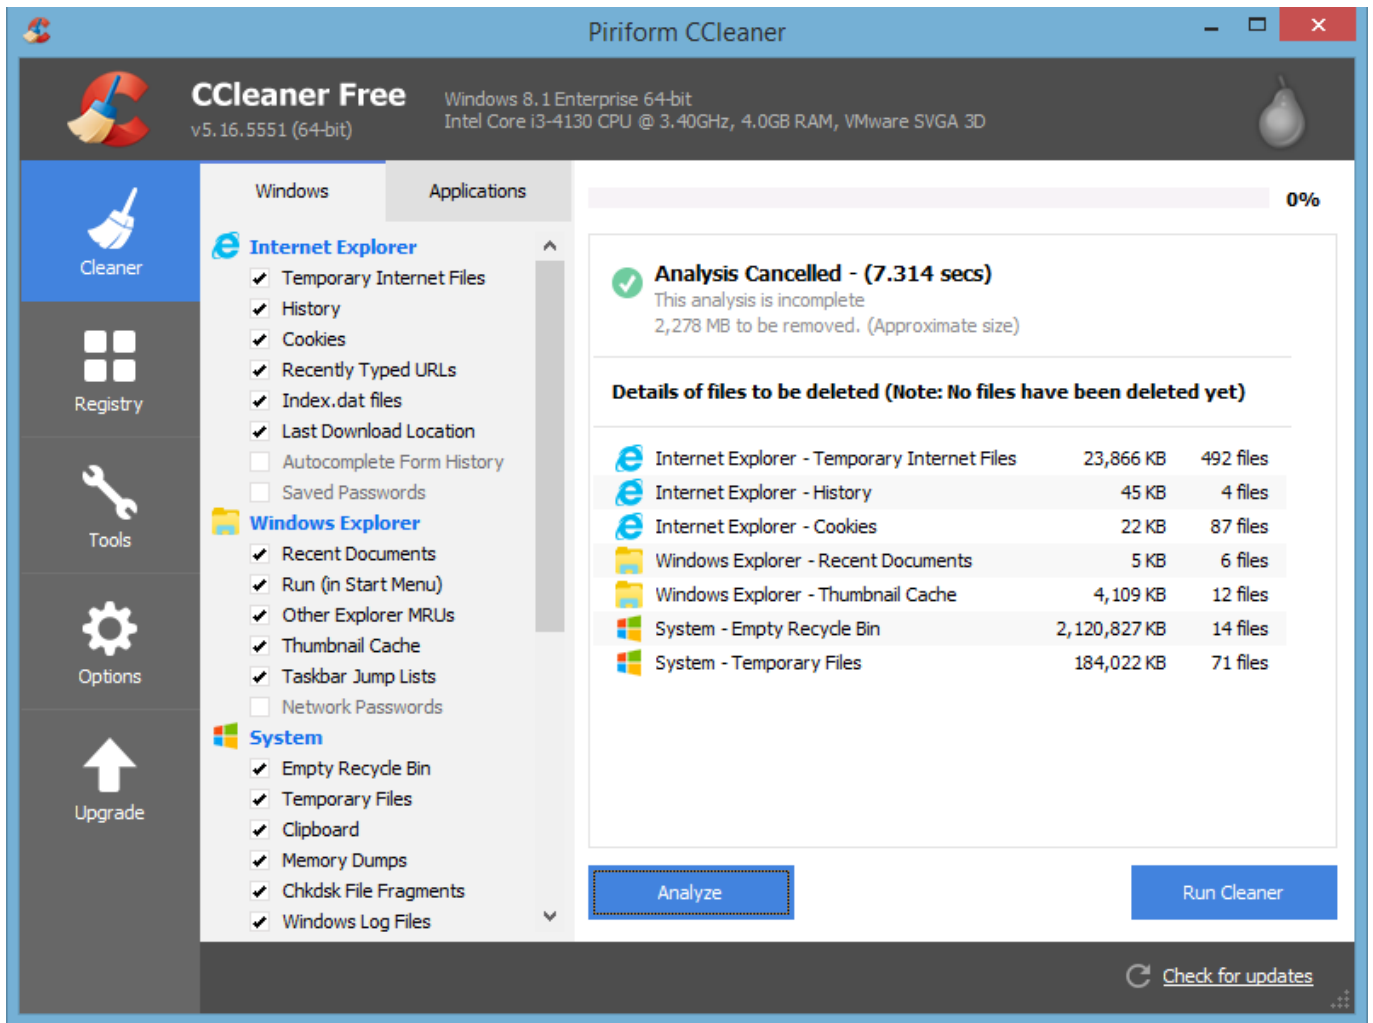 Piriform CCleaner
CCleaner Free
v5.16.5551 (64-bit)
Windows 8.1 Enterprise 64-bit
Intel Core i3-4130 CPU @ 3.40GHz, 4.0GB RAM, VMware SVGA 3D
Cleaner
Registry
Tools
Options
Upgrade
Windows
Applications
Internet Explorer
Temporary Internet Files
History
Cookies
Recently Typed URLs
Index.dat files
Last Download Location
Autocomplete Form History
Saved Passwords
Windows Explorer
Recent Documents
Run (in Start Menu)
Other Explorer MRUs
Thumbnail Cache
Taskbar Jump Lists
Network Passwords
System
Empty Recycle Bin
Temporary Files
Clipboard
Memory Dumps
Chkdsk File Fragments
Windows Log Files
0%
Analysis Cancelled - (7.314 secs)
This analysis is incomplete
2,278 MB to be removed. (Approximate size)
Details of files to be deleted (Note: No files have been deleted yet)
Internet Explorer - Temporary Internet Files 23,866 KB 492 files
Internet Explorer - History 45 KB 4 files
Internet Explorer - Cookies 22 KB 87 files
Windows Explorer - Recent Documents 5 KB 6 files
Windows Explorer - Thumbnail Cache 4,109 KB 12 files
System - Empty Recycle Bin 2,120,827 KB 14 files
System - Temporary Files 184,022 KB 71 files
Analyze
Run Cleaner
Check for updates